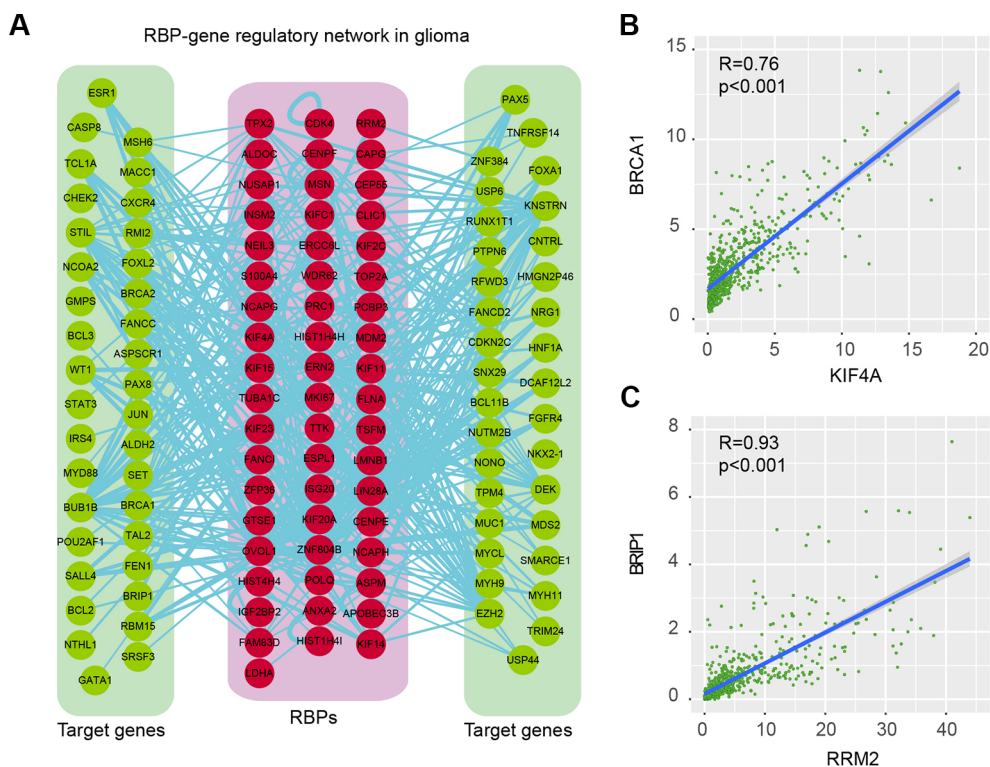 A
RBP-gene regulatory network in glioma
ESR1
CASP8
MSH6
TCL1A
MACC1
CHEK2
CXCR4
STIL
RMI2
NCOA2
FOXL2
GMPS
BRCA2
BCL3
FANCC
ASPSCR1
WT1
PAX8
STAT3
JUN
IRS4
ALDH2
MYD88
SET
BUB1B
BRCA1
POU2AF1
TAL2
SALL4
FEN1
BCL2
BRIP1
NTHL1
RBM15
SRSF3
GATA1
Target genes
TPX2 CDK4 RRM2
ALDOC CENPF CAPG
NUSAP1 MSN CEP55
INSM2 KIFC1 CLIC1
NEIL3 ERCC6L KIF2C
S100A4 WDR62 TOP2A
NCAPG PRC1 PCBP3
KIF4A HIST1H4H MDM2
KIF15 ERN2 KIF11
TUBA1C MKI67 FLNA
KIF23 TTK TSFM
FANCI ESPL1 LMNB1
ZFP36 ISG20 LIN28A
GTSE1 KIF20A CENPE
OVOL1 ZNF804B NCAPH
HIST4H4 POLQ ASPM
IGF2BP2 ANXA2 APOBEC3B
FAM83D HIST1H4I KIF14
LDHA
RBPs
PAX5
TNFRSF14
ZNF384
FOXA1
USP6
KNSTRN
RUNX1T1
CNTRL
PTPN6
HMGN2P46
RFWD3
NRG1
FANCD2
CDKN2C
HNF1A
SNX29
DCAF12L2
BCL11B
FGFR4
NUTM2B
NKX2-1
NONO
DEK
TPM4
MDS2
MUC1
MYCL
SMARCE1
MYH9
MYH11
EZH2
TRIM24
USP44
Target genes
B
R=0.76
p<0.001
BRCA1
15
10
5
0
0 5 10 15 20
KIF4A
C
R=0.93
p<0.001
BRIP1
8
6
4
2
0
0 10 20 30 40
RRM2